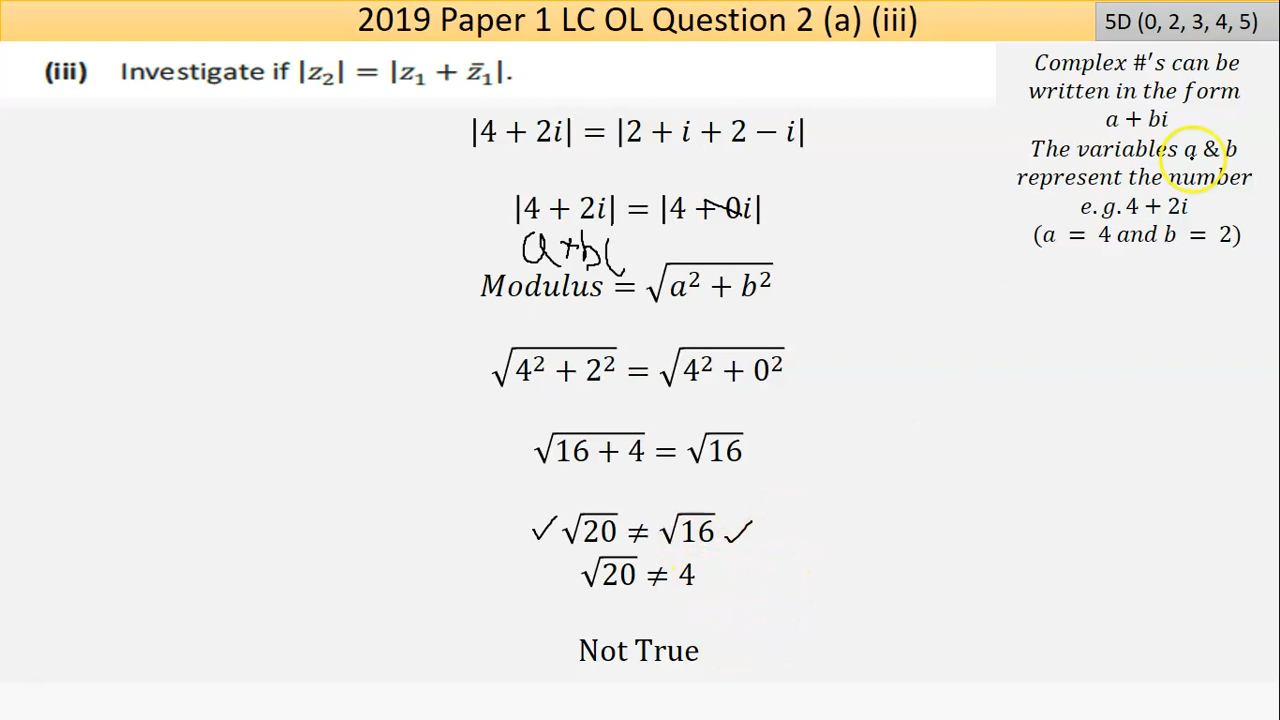 2019 Paper 1 LC OL Question 2 (a) (iii)
5D (0, 2, 3, 4, 5)
(iii) Investigate if |z₂| = |z₁ + z̄₁|.
Complex #'s can be
written in the form
a + bi
The variables a & b
represent the number
e.g. 4 + 2i
(a = 4 and b = 2)
|4 + 2i| = |2 + i + 2 − i|
|4 + 2i| = |4 + 0i|
a+bi
Modulus = √(a² + b²)
√(4² + 2²) = √(4² + 0²)
√(16 + 4) = √16
✓ √20 ≠ √16 ✓
√20 ≠ 4
Not True